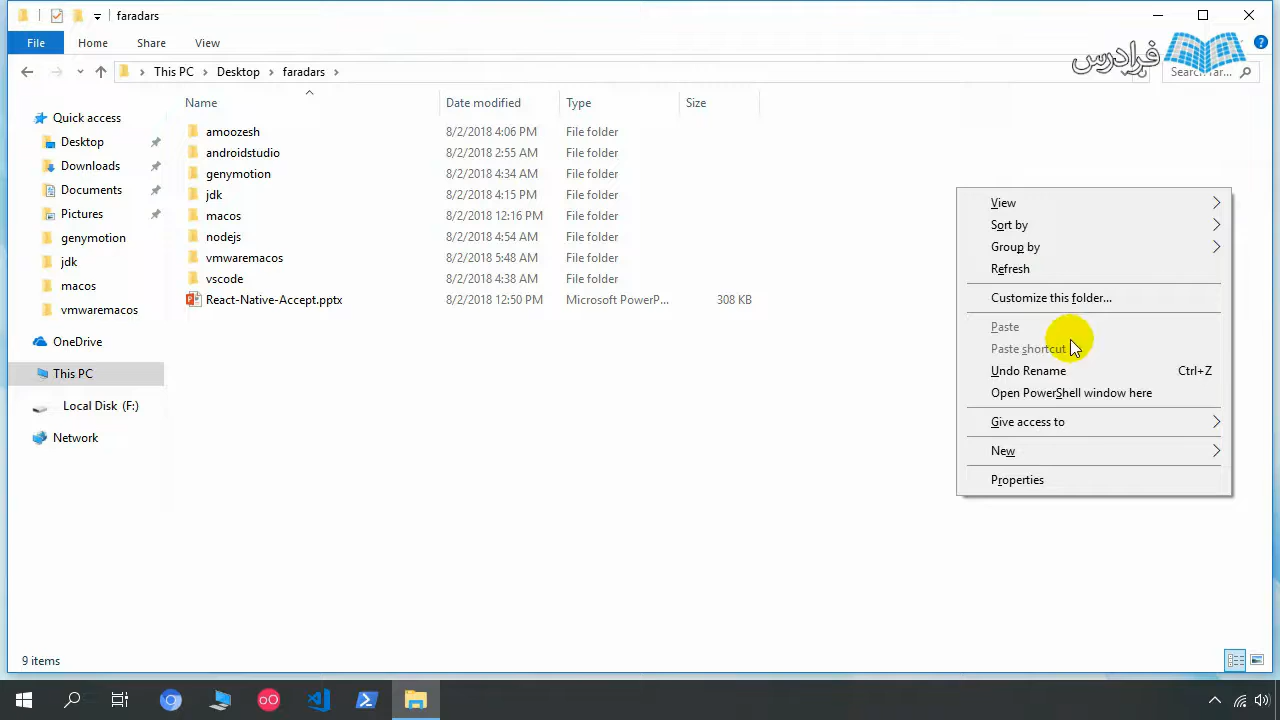 faradars
File
Home
Share
View
فرادرس
This PC
Desktop
faradars
Search far...
Name
Date modified
Type
Size
Quick access
Desktop
Downloads
Documents
Pictures
genymotion
jdk
macos
vmwaremacos
OneDrive
This PC
Local Disk (F:)
Network
amoozesh 8/2/2018 4:06 PM File folder
androidstudio 8/2/2018 2:55 AM File folder
genymotion 8/2/2018 4:34 AM File folder
jdk 8/2/2018 4:15 PM File folder
macos 8/2/2018 12:16 PM File folder
nodejs 8/2/2018 4:54 AM File folder
vmwaremacos 8/2/2018 5:48 AM File folder
vscode 8/2/2018 4:38 AM File folder
React-Native-Accept.pptx 8/2/2018 12:50 PM Microsoft PowerP... 308 KB
View
Sort by
Group by
Refresh
Customize this folder...
Paste
Paste shortcut
Undo Rename Ctrl+Z
Open PowerShell window here
Give access to
New
Properties
9 items